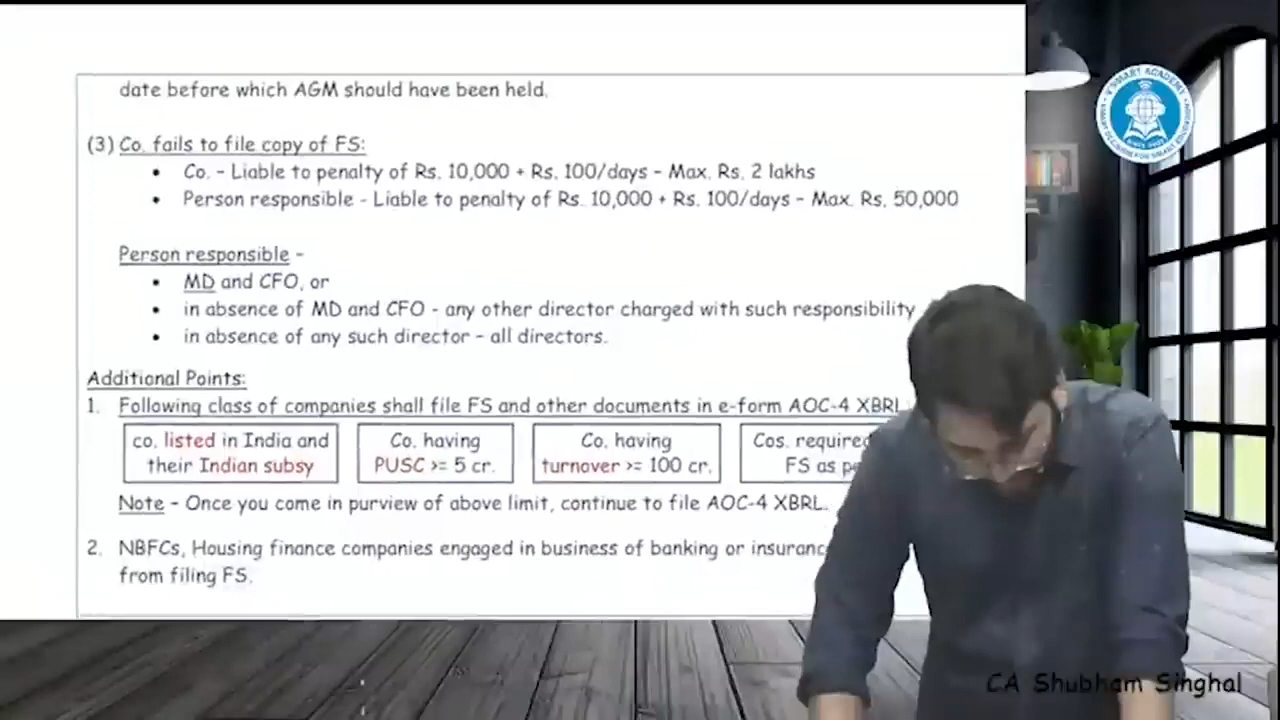 date before which AGM should have been held.
(3) Co. fails to file copy of FS:
• Co. - Liable to penalty of Rs. 10,000 + Rs. 100/days - Max. Rs. 2 lakhs
• Person responsible - Liable to penalty of Rs. 10,000 + Rs. 100/days - Max. Rs. 50,000
Person responsible -
• MD and CFO, or
• in absence of MD and CFO - any other director charged with such responsibility
• in absence of any such director - all directors.
Additional Points:
1. Following class of companies shall file FS and other documents in e-form AOC-4 XBRL
co. listed in India and
their Indian subsy
Co. having
PUSC >= 5 cr.
Co. having
turnover >= 100 cr.
Cos. required
FS as
Note - Once you come in purview of above limit, continue to file AOC-4 XBRL.
2. NBFCs, Housing finance companies engaged in business of banking or
from filing FS.
V'SMART ACADEMY
CA Shubham Singhal